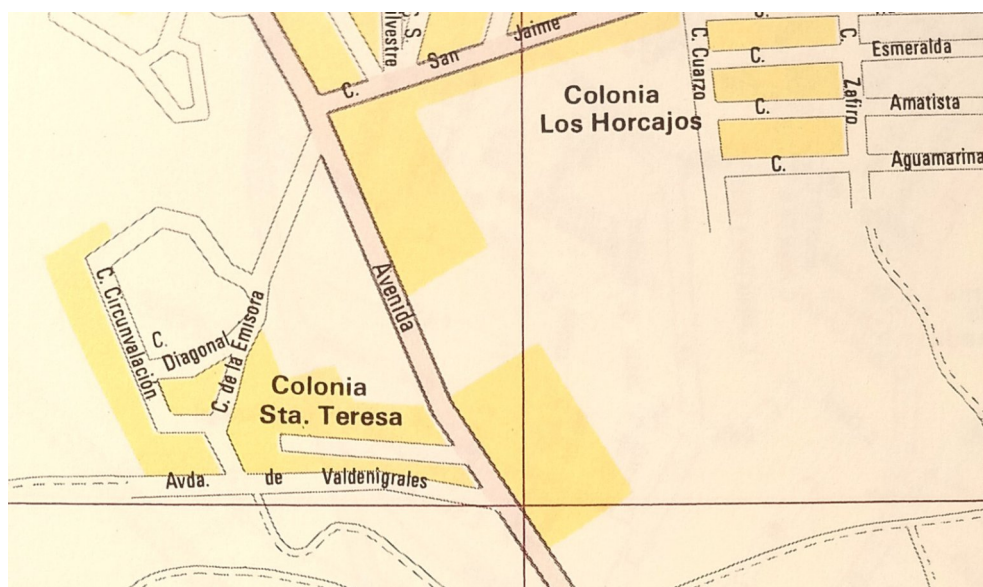 C. San Jaime
C. Cuarzo
C.
Zafiro
C.
Esmeralda
C.
Amatista
C.
Aguamarina
Colonia
Los Horcajos
Avenida
C. Circunvalación
C.
Diagonal
C. de la Emisora
Colonia
Sta. Teresa
Avda. de Valdenigrales